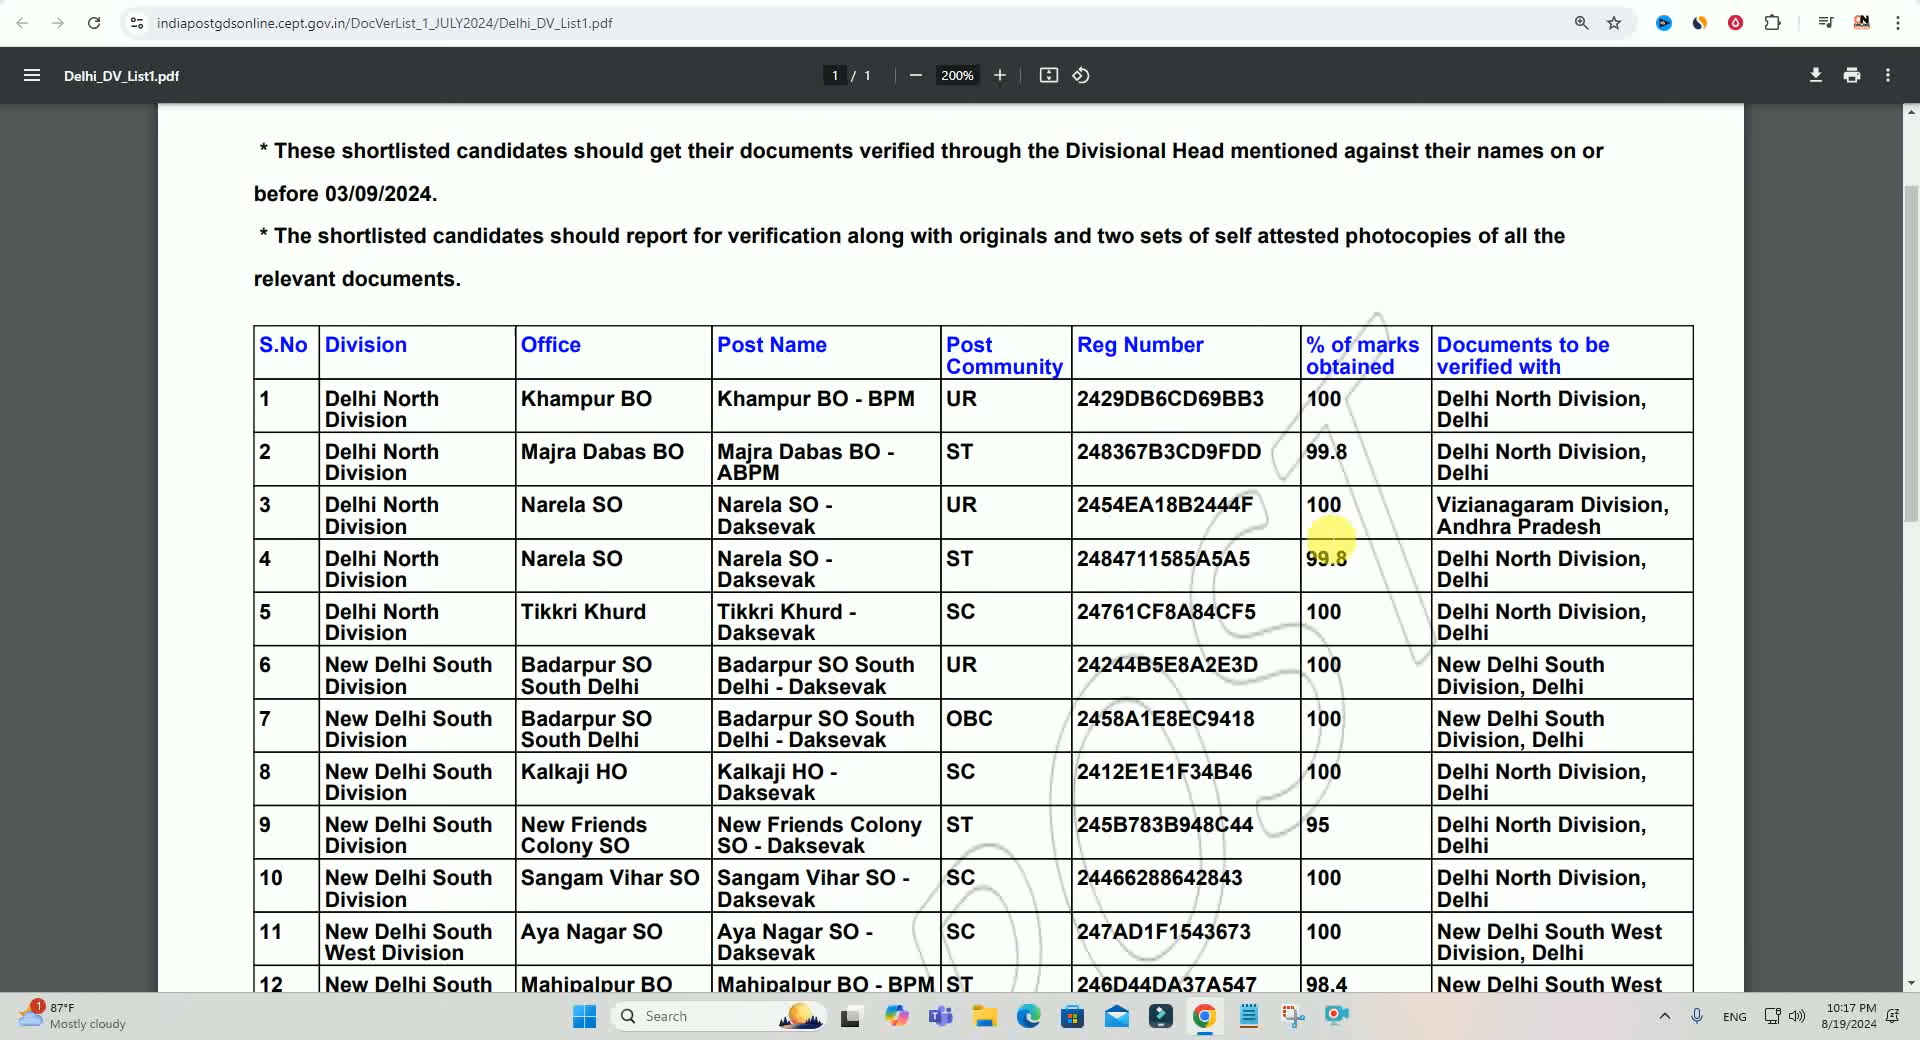 indiapostgdsonline.cept.gov.in/DocVerList_1_JULY2024/Delhi_DV_List1.pdf
Delhi_DV_List1.pdf 1 / 1 200%
* These shortlisted candidates should get their documents verified through the Divisional Head mentioned against their names on or
before 03/09/2024.
* The shortlisted candidates should report for verification along with originals and two sets of self attested photocopies of all the
relevant documents.
S.No Division Office Post Name Post Reg Number % of marks Documents to be
Community obtained verified with
1 Delhi North Khampur BO Khampur BO - BPM UR 2429DB6CD69BB3 100 Delhi North Division,
Division Delhi
2 Delhi North Majra Dabas BO Majra Dabas BO - ST 248367B3CD9FDD 99.8 Delhi North Division,
Division ABPM Delhi
3 Delhi North Narela SO Narela SO - UR 2454EA18B2444F 100 Vizianagaram Division,
Division Daksevak Andhra Pradesh
4 Delhi North Narela SO Narela SO - ST 2484711585A5A5 99.8 Delhi North Division,
Division Daksevak Delhi
5 Delhi North Tikkri Khurd Tikkri Khurd - SC 24761CF8A84CF5 100 Delhi North Division,
Division Daksevak Delhi
6 New Delhi South Badarpur SO Badarpur SO South UR 24244B5E8A2E3D 100 New Delhi South
Division South Delhi Delhi - Daksevak Division, Delhi
7 New Delhi South Badarpur SO Badarpur SO South OBC 2458A1E8EC9418 100 New Delhi South
Division South Delhi Delhi - Daksevak Division, Delhi
8 New Delhi South Kalkaji HO Kalkaji HO - SC 2412E1E1F34B46 100 Delhi North Division,
Division Daksevak Delhi
9 New Delhi South New Friends New Friends Colony ST 245B783B948C44 95 Delhi North Division,
Division Colony SO SO - Daksevak Delhi
10 New Delhi South Sangam Vihar SO Sangam Vihar SO - SC 24466288642843 100 Delhi North Division,
Division Daksevak Delhi
11 New Delhi South Aya Nagar SO Aya Nagar SO - SC 247AD1F1543673 100 New Delhi South West
West Division Daksevak Division, Delhi
12 New Delhi South Mahipalpur BO Mahipalpur BO - BPM ST 246D44DA37A547 98.4 New Delhi South West
POST
1 87°F
Mostly cloudy
Search
ENG
10:17 PM
8/19/2024